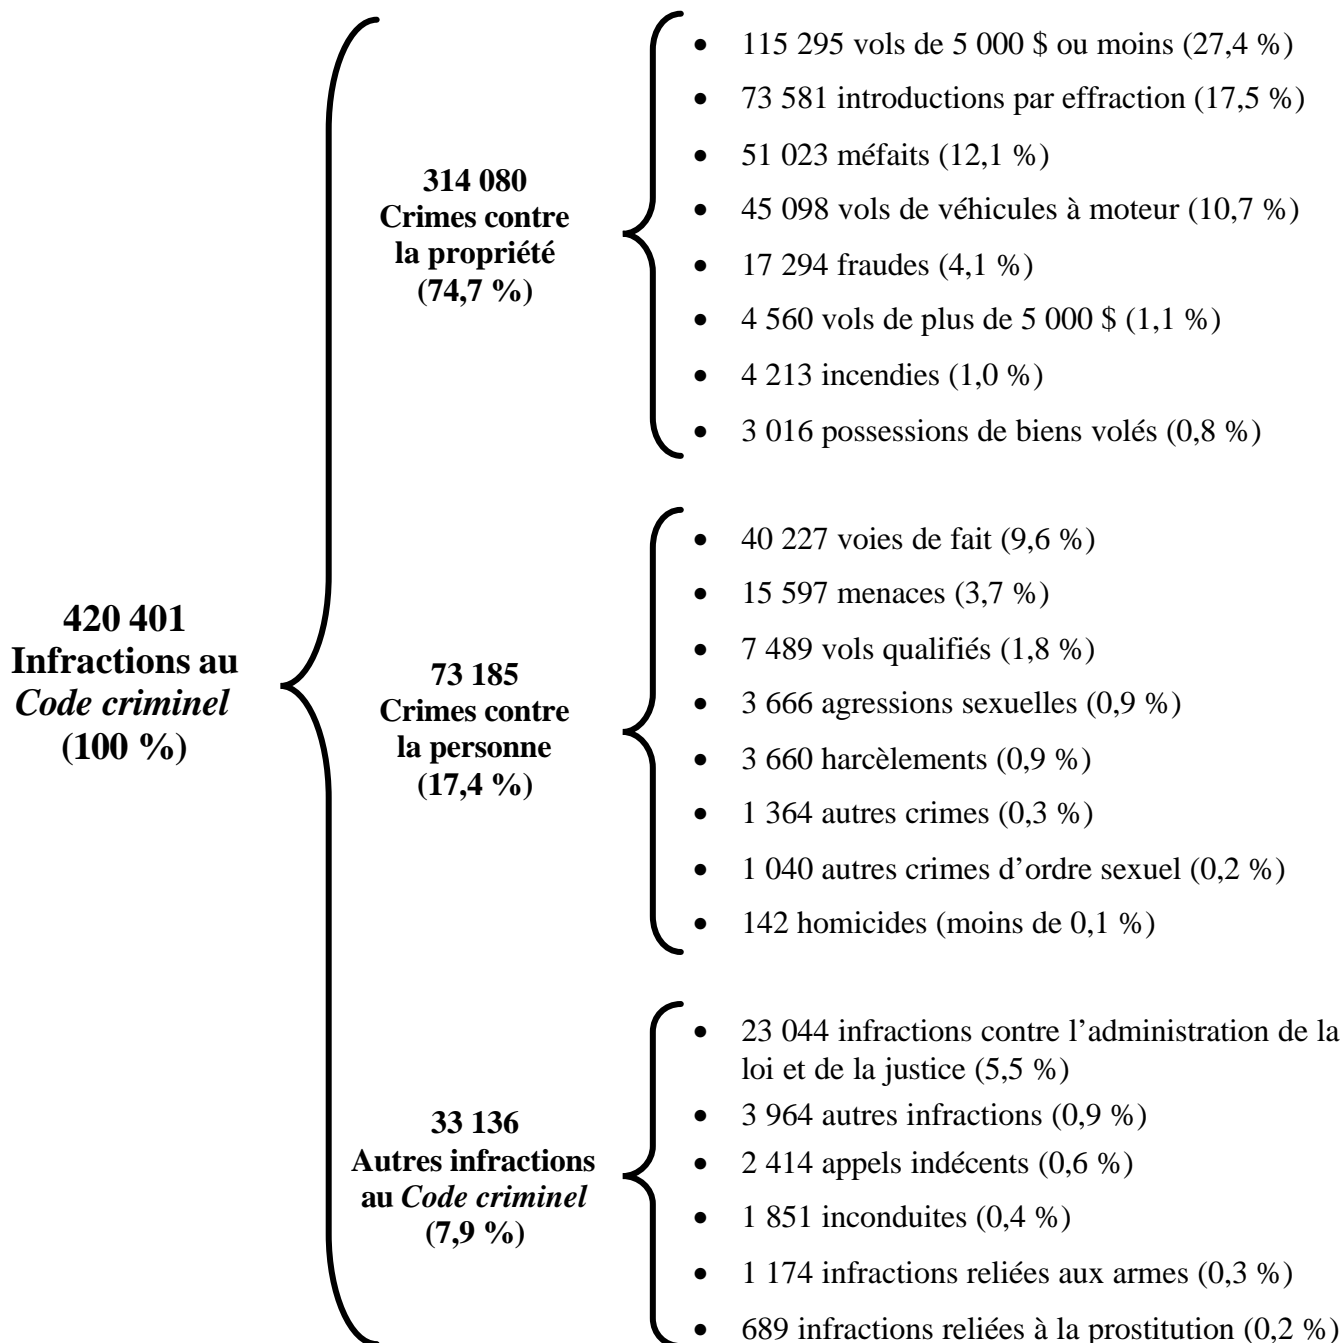 420 401
Infractions au
Code criminel
(100 %)
314 080
Crimes contre
la propriété
(74,7 %)
• 115 295 vols de 5 000 $ ou moins (27,4 %)
• 73 581 introductions par effraction (17,5 %)
• 51 023 méfaits (12,1 %)
• 45 098 vols de véhicules à moteur (10,7 %)
• 17 294 fraudes (4,1 %)
• 4 560 vols de plus de 5 000 $ (1,1 %)
• 4 213 incendies (1,0 %)
• 3 016 possessions de biens volés (0,8 %)
73 185
Crimes contre
la personne
(17,4 %)
• 40 227 voies de fait (9,6 %)
• 15 597 menaces (3,7 %)
• 7 489 vols qualifiés (1,8 %)
• 3 666 agressions sexuelles (0,9 %)
• 3 660 harcèlements (0,9 %)
• 1 364 autres crimes (0,3 %)
• 1 040 autres crimes d’ordre sexuel (0,2 %)
• 142 homicides (moins de 0,1 %)
33 136
Autres infractions
au Code criminel
(7,9 %)
• 23 044 infractions contre l’administration de la
loi et de la justice (5,5 %)
• 3 964 autres infractions (0,9 %)
• 2 414 appels indécents (0,6 %)
• 1 851 inconduites (0,4 %)
• 1 174 infractions reliées aux armes (0,3 %)
• 689 infractions reliées à la prostitution (0,2 %)